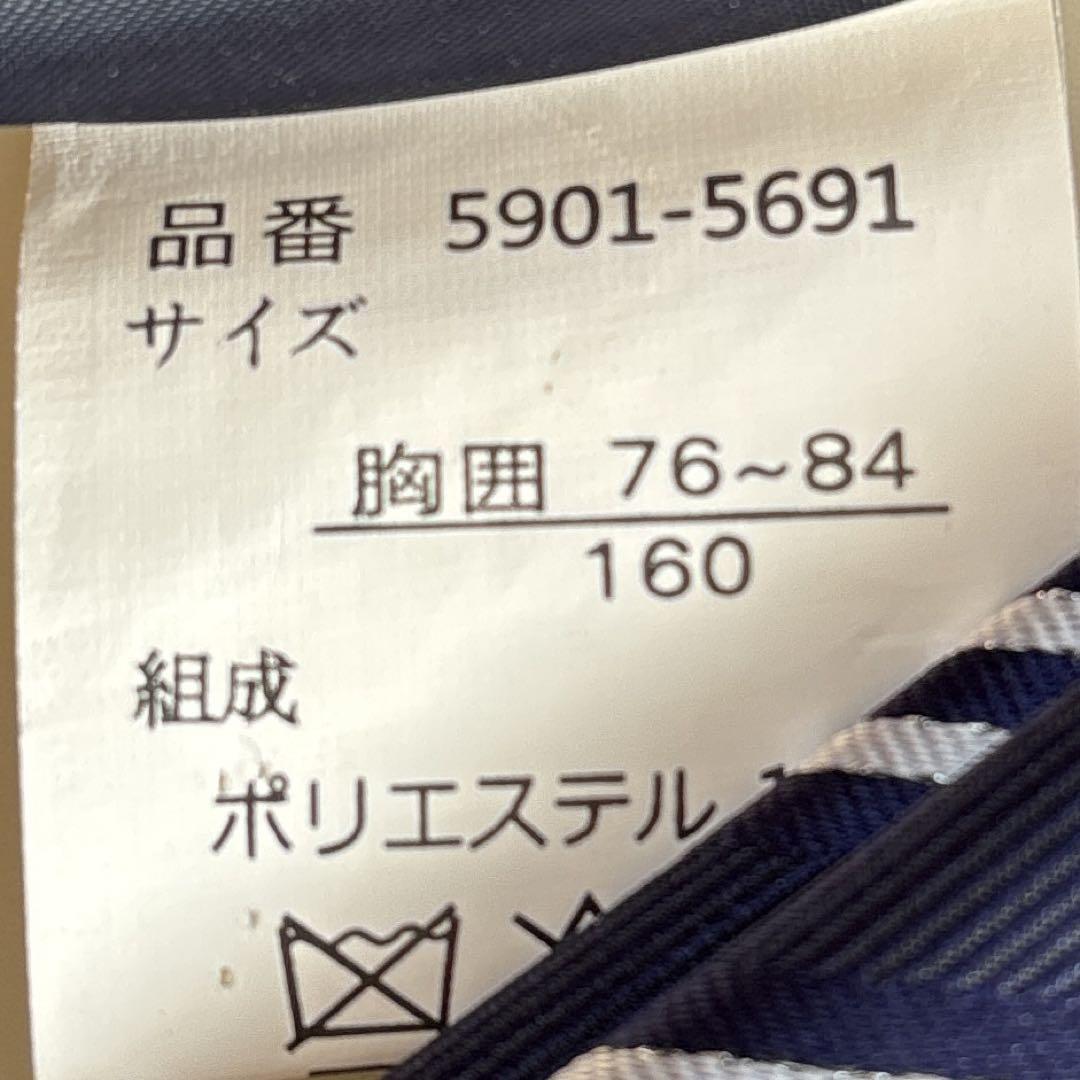 品番 5901-5691
サイズ
胸囲 76~84
160
組成
ポリエステル